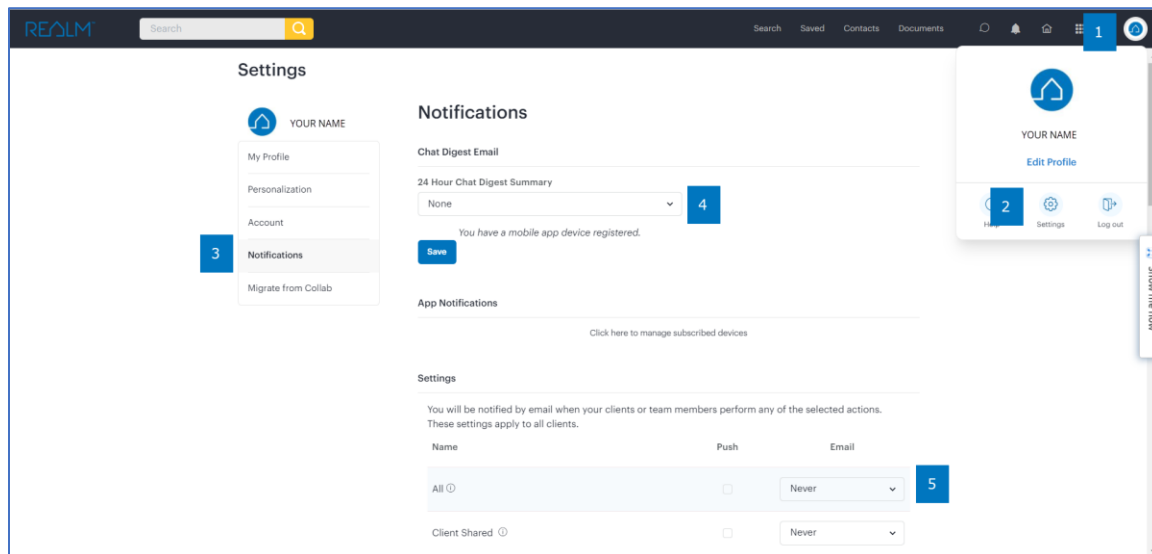 REALM
Search
Search Saved Contacts Documents
1
Settings
YOUR NAME
My Profile
Personalization
Account
3
Notifications
Migrate from Collab
Notifications
Chat Digest Email
24 Hour Chat Digest Summary
None
4
You have a mobile app device registered.
Save
App Notifications
Click here to manage subscribed devices
Settings
You will be notified by email when your clients or team members perform any of the selected actions.
These settings apply to all clients.
Name Push Email
All Never
5
Client Shared Never
YOUR NAME
Edit Profile
2
Help Settings Log out
Show Me How